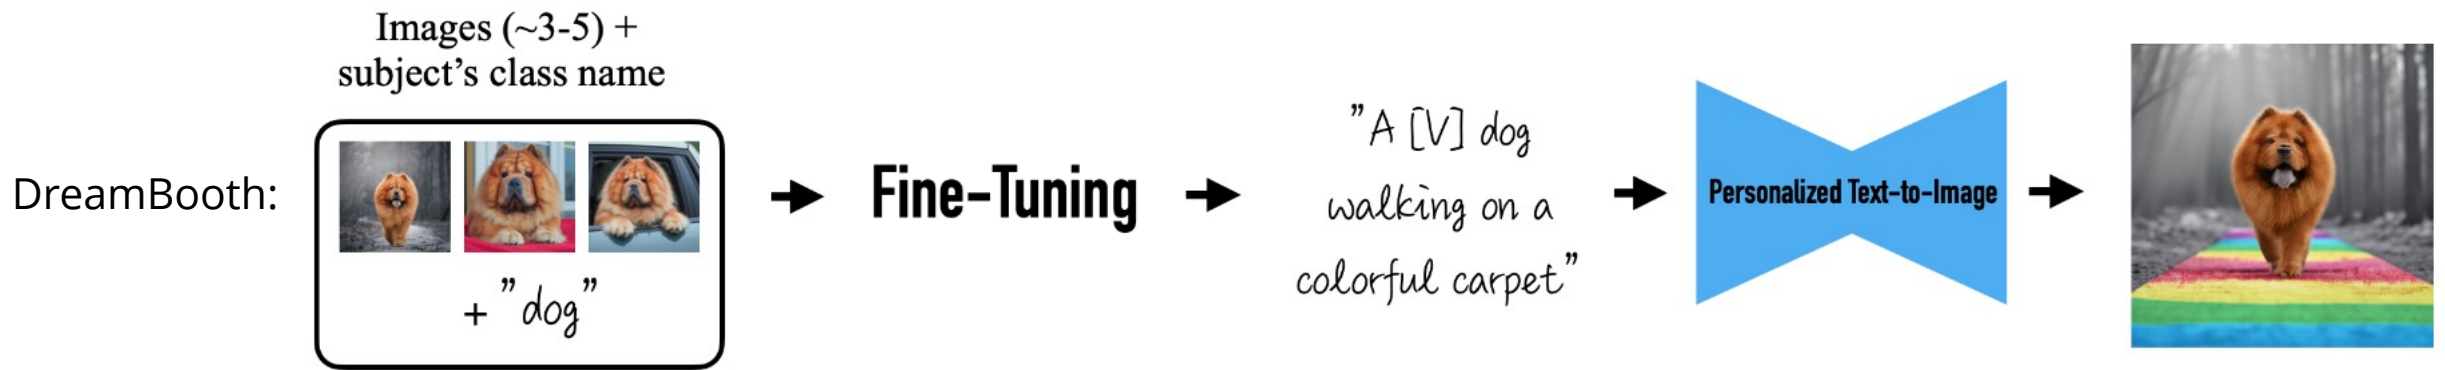 Images (~3-5) +
subject’s class name
DreamBooth:
+ ”dog”
Fine-Tuning
”A [V] dog
walking on a
colorful carpet”
Personalized Text-to-Image